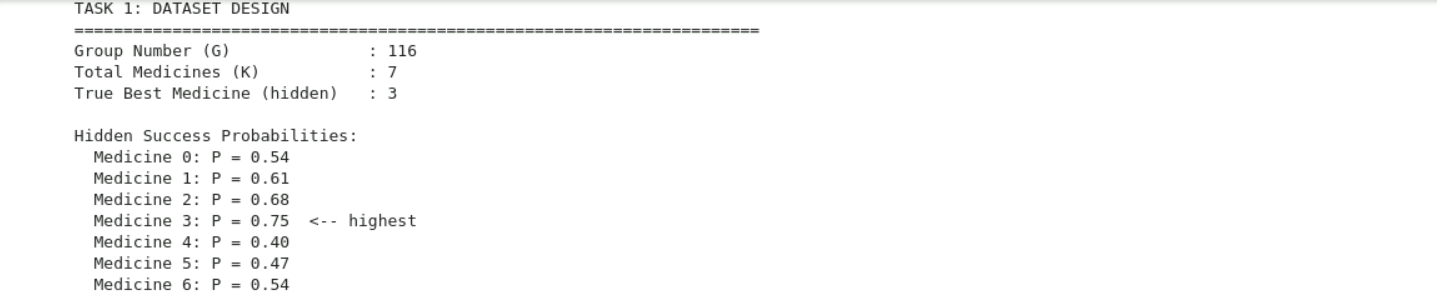 TASK 1: DATASET DESIGN
======================================================================
Group Number (G)              : 116
Total Medicines (K)           : 7
True Best Medicine (hidden)   : 3
Hidden Success Probabilities:
  Medicine 0: P = 0.54
  Medicine 1: P = 0.61
  Medicine 2: P = 0.68
  Medicine 3: P = 0.75  <-- highest
  Medicine 4: P = 0.40
  Medicine 5: P = 0.47
  Medicine 6: P = 0.54